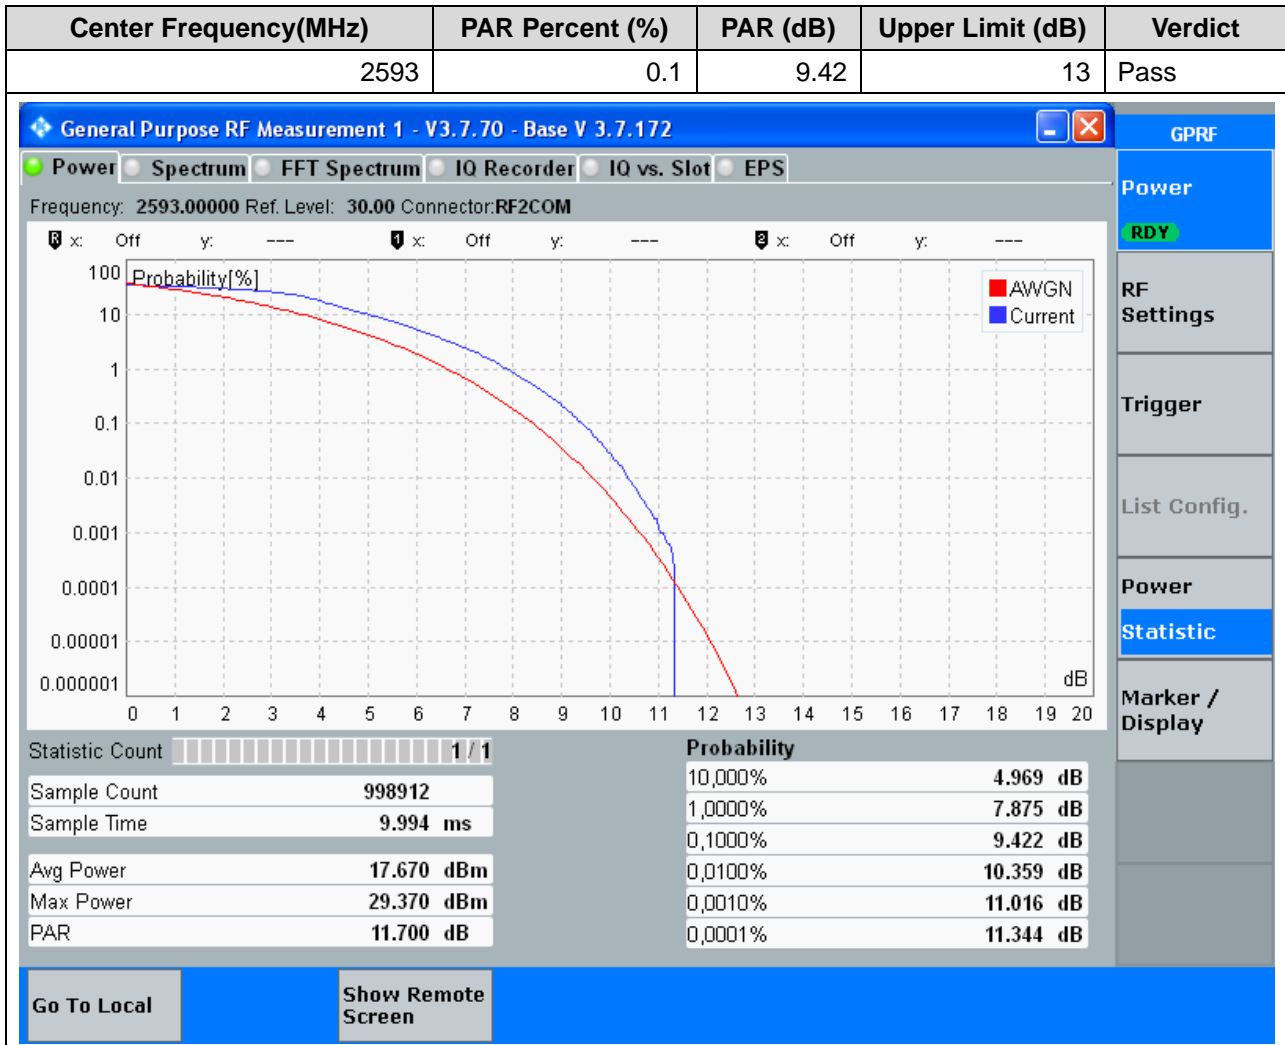 Center Frequency(MHz) PAR Percent (%) PAR (dB) Upper Limit (dB) Verdict
2593 0.1 9.42 13 Pass
General Purpose RF Measurement 1 - V3.7.70 - Base V 3.7.172
GPRF
Power Spectrum FFT Spectrum IQ Recorder IQ vs. Slot EPS
Power
RDY
Frequency: 2593.00000 Ref. Level: 30.00 Connector:RF2COM
R x: Off y: --- 1 x: Off y: --- 2 x: Off y: ---
100 Probability[%]
AWGN
Current
10
1
0.1
0.01
0.001
0.0001
0.00001
0.000001
dB
0 1 2 3 4 5 6 7 8 9 10 11 12 13 14 15 16 17 18 19 20
RF
Settings
Trigger
List Config.
Power
Statistic
Marker /
Display
Statistic Count 1 / 1
Sample Count 998912
Sample Time 9.994 ms
Avg Power 17.670 dBm
Max Power 29.370 dBm
PAR 11.700 dB
Probability
10,000% 4.969 dB
1,0000% 7.875 dB
0,1000% 9.422 dB
0,0100% 10.359 dB
0,0010% 11.016 dB
0,0001% 11.344 dB
Go To Local
Show Remote
Screen